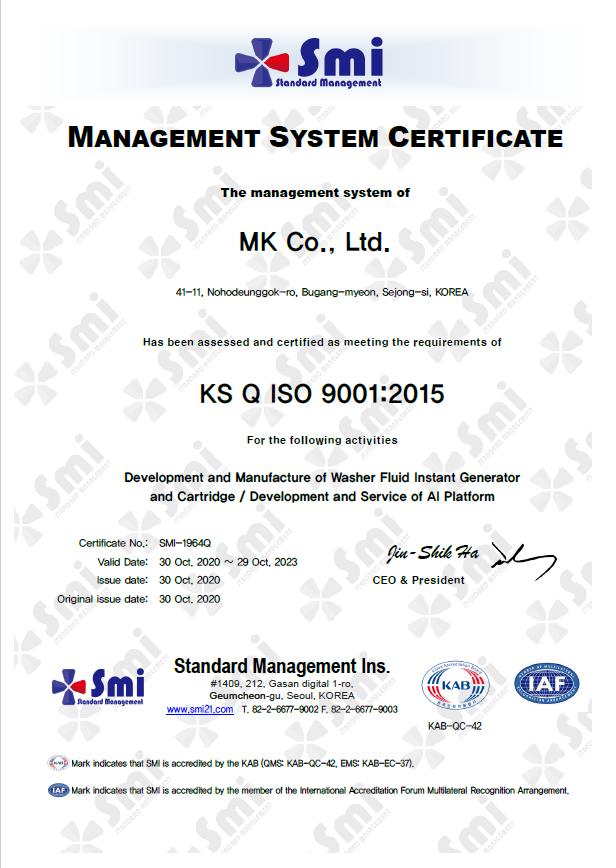 Smi
Standard Management
MANAGEMENT SYSTEM CERTIFICATE
The management system of
MK Co., Ltd.
41-11, Nohodeunggok-ro, Bugang-myeon, Sejong-si, KOREA
Has been assessed and certified as meeting the requirements of
KS Q ISO 9001:2015
For the following activities
Development and Manufacture of Washer Fluid Instant Generator
and Cartridge / Development and Service of AI Platform
Certificate No.: SMI-1964Q
Valid Date: 30 Oct. 2020 ~ 29 Oct. 2023
Issue date: 30 Oct. 2020
Original issue date: 30 Oct. 2020
Jin-Shik Ha
CEO & President
Smi
Standard Management
Standard Management Ins.
#1409, 212, Gasan digital 1-ro,
Geumcheon-gu, Seoul, KOREA
www.smi21.com T. 82-2-6677-9002 F. 82-2-6677-9003
KAB
IAF
KAB-QC-42
KAB Mark indicates that SMI is accredited by the KAB (QMS: KAB-QC-42, EMS: KAB-EC-37).
IAF Mark indicates that SMI is accredited by the member of the International Accreditation Forum Multilateral Recognition Arrangement.